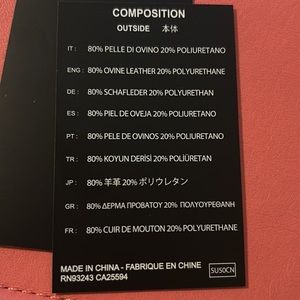 COMPOSITION
OUTSIDE 本体
IT : 80% PELLE DI OVINO 20% POLIURETANO
ENG : 80% OVINE LEATHER 20% POLYURETHANE
DE : 80% SCHAFLEDER 20% POLYURETHAN
ES : 80% PIEL DE OVEJA 20% POLIURETANO
PT : 80% PELE DE OVINOS 20% POLIURETANO
TR : 80% KOYUN DERİSİ 20% POLİÜRETAN
JP : 80% 羊革 20% ポリウレタン
GR : 80% ΔΕΡΜΑ ΠΡΟΒΑΤΟΥ 20% ΠΟΛΥΟΥΡΕΘΑΝΗ
FR : 80% CUIR DE MOUTON 20% POLYURETHANE
MADE IN CHINA - FABRIQUE EN CHINE
RN93243 CA25594 SUS0CN